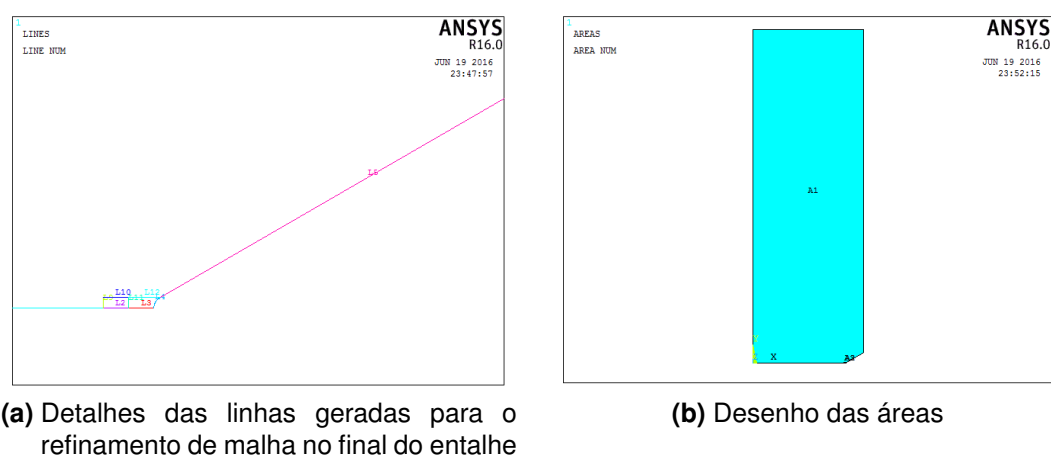 1
LINES
LINE NUM
ANSYS
R16.0
JUN 19 2016
23:47:57
L5
L10
L12
L4
L2
L3
1
AREAS
AREA NUM
ANSYS
R16.0
JUN 19 2016
23:52:15
A1
Y
X
(a) Detalhes das linhas geradas para o
refinamento de malha no final do entalhe
(b) Desenho das áreas